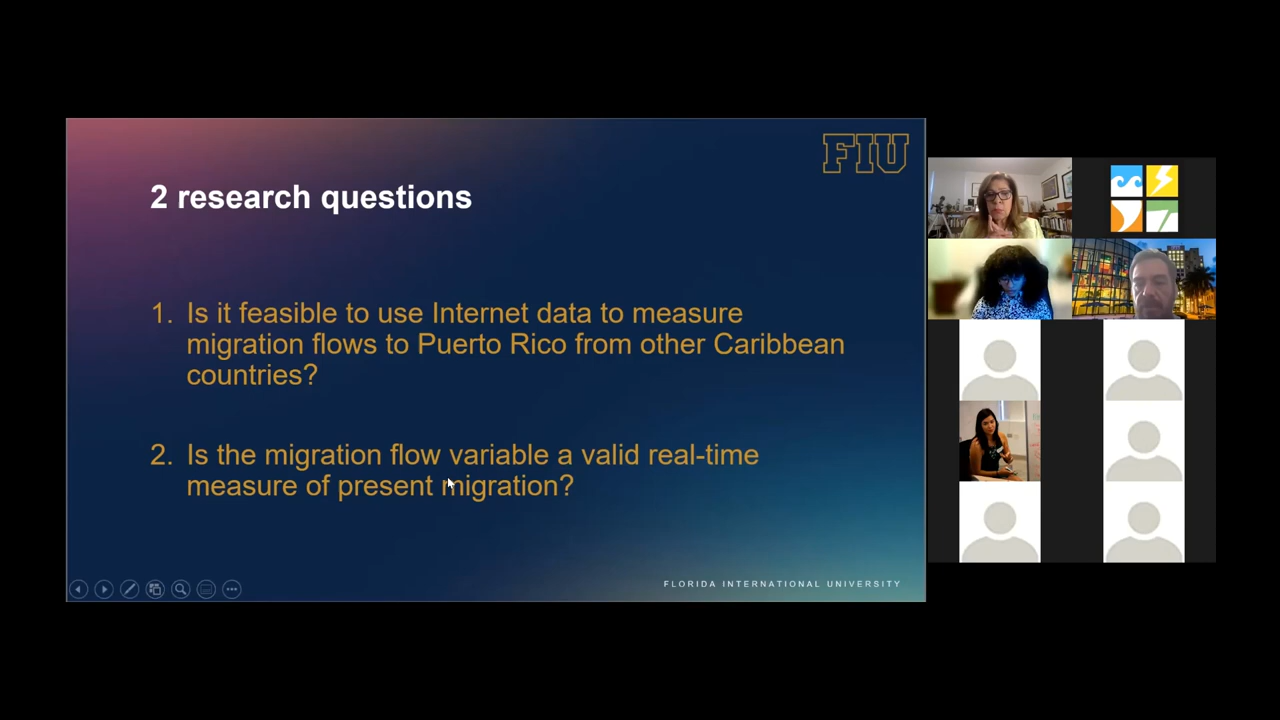 FIU
2 research questions
1. Is it feasible to use Internet data to measure
migration flows to Puerto Rico from other Caribbean
countries?
2. Is the migration flow variable a valid real-time
measure of present migration?
FLORIDA INTERNATIONAL UNIVERSITY